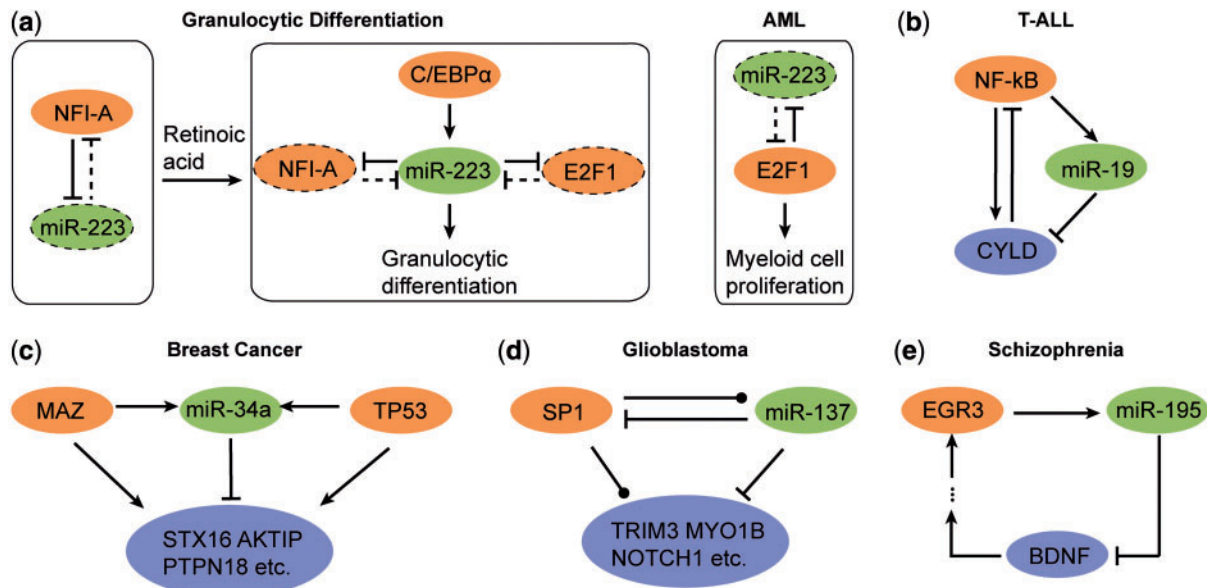 (a)
Granulocytic Differentiation
AML
NFI-A
miR-223
Retinoic
acid
C/EBPα
NFI-A
miR-223
E2F1
Granulocytic
differentiation
miR-223
E2F1
Myeloid cell
proliferation
(b)
T-ALL
NF-kB
miR-19
CYLD
(c)
Breast Cancer
MAZ
miR-34a
TP53
STX16 AKTIP
PTPN18 etc.
(d)
Glioblastoma
SP1
miR-137
TRIM3 MYO1B
NOTCH1 etc.
(e)
Schizophrenia
EGR3
miR-195
BDNF